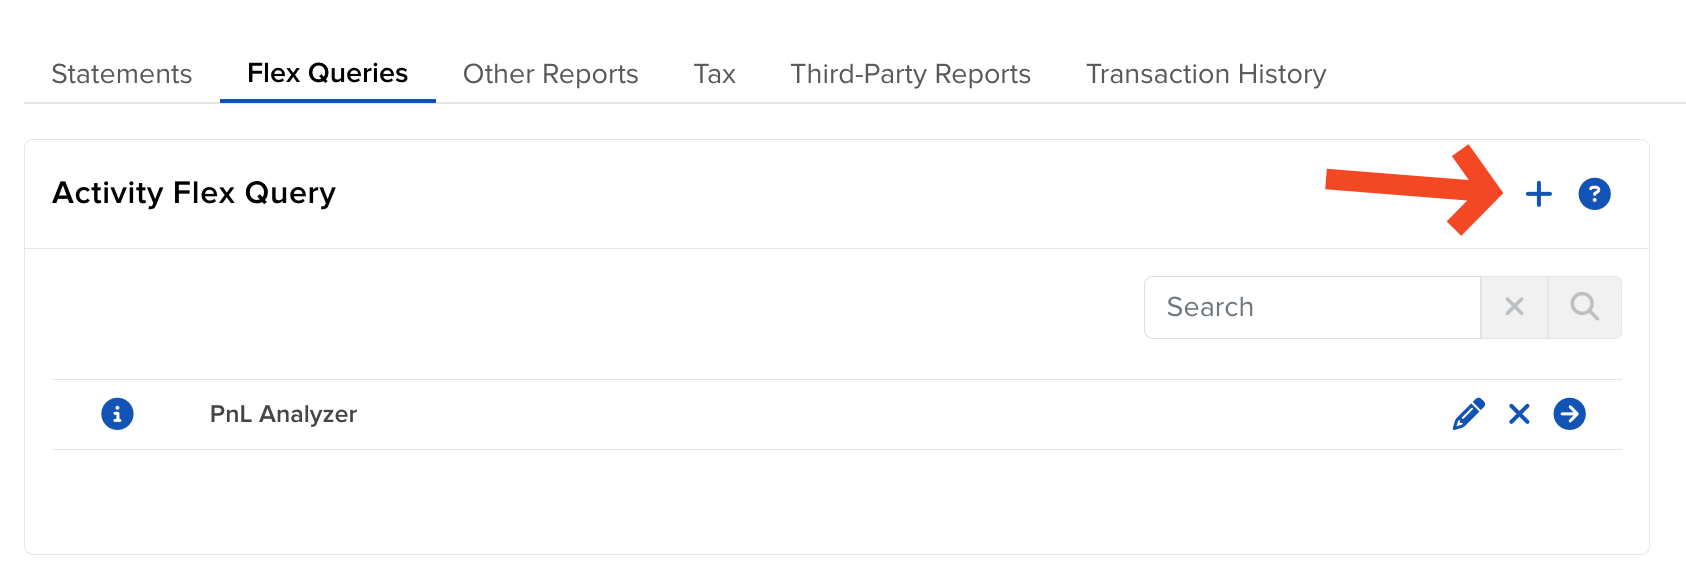 Statements Flex Queries Other Reports Tax Third-Party Reports Transaction History
Activity Flex Query
Search
PnL Analyzer